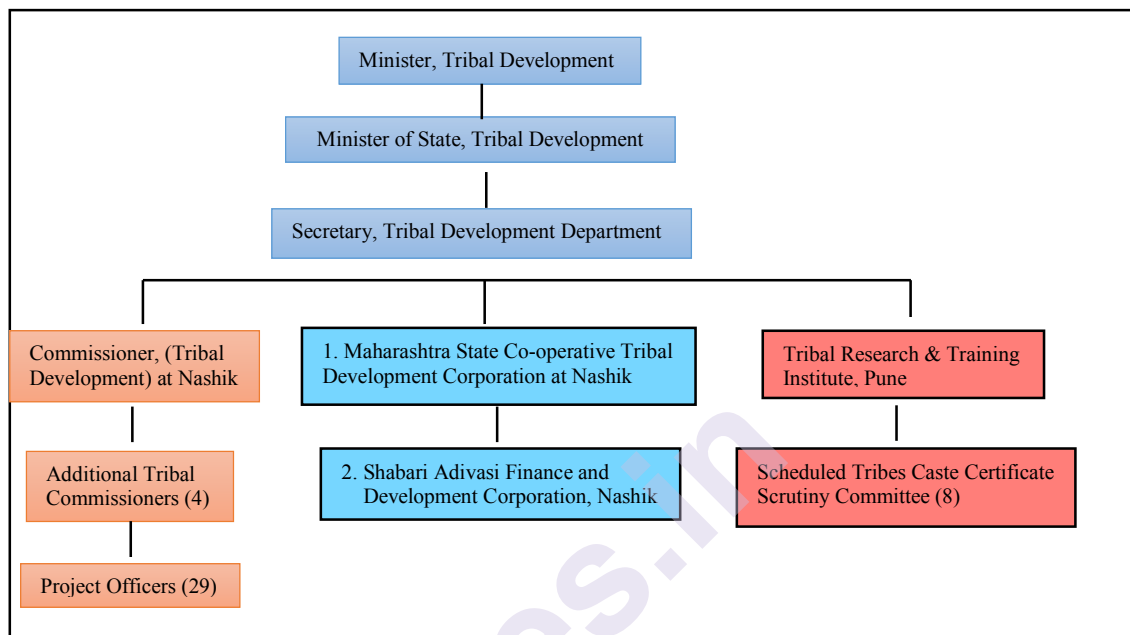 Minister, Tribal Development
Minister of State, Tribal Development
Secretary, Tribal Development Department
Commissioner, (Tribal
Development) at Nashik
1. Maharashtra State Co-operative Tribal
Development Corporation at Nashik
Tribal Research & Training
Institute, Pune
Additional Tribal
Commissioners (4)
2. Shabari Adivasi Finance and
Development Corporation, Nashik
Scheduled Tribes Caste Certificate
Scrutiny Committee (8)
Project Officers (29)
es.in